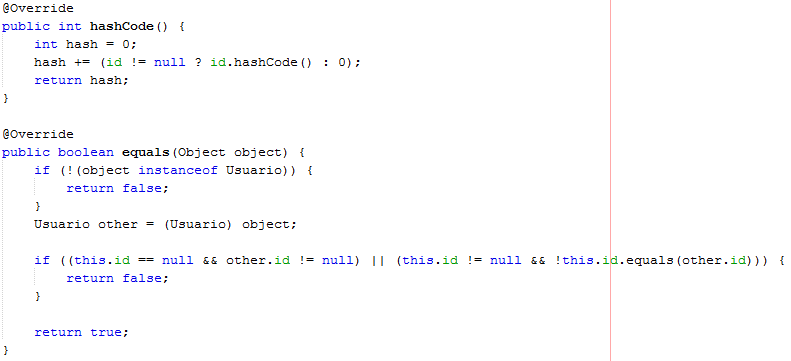 @Override
public int hashCode() {
    int hash = 0;
    hash += (id != null ? id.hashCode() : 0);
    return hash;
}

@Override
public boolean equals(Object object) {
    if (!(object instanceof Usuario)) {
        return false;
    }
    Usuario other = (Usuario) object;

    if ((this.id == null && other.id != null) || (this.id != null && !this.id.equals(other.id))) {
        return false;
    }

    return true;
}